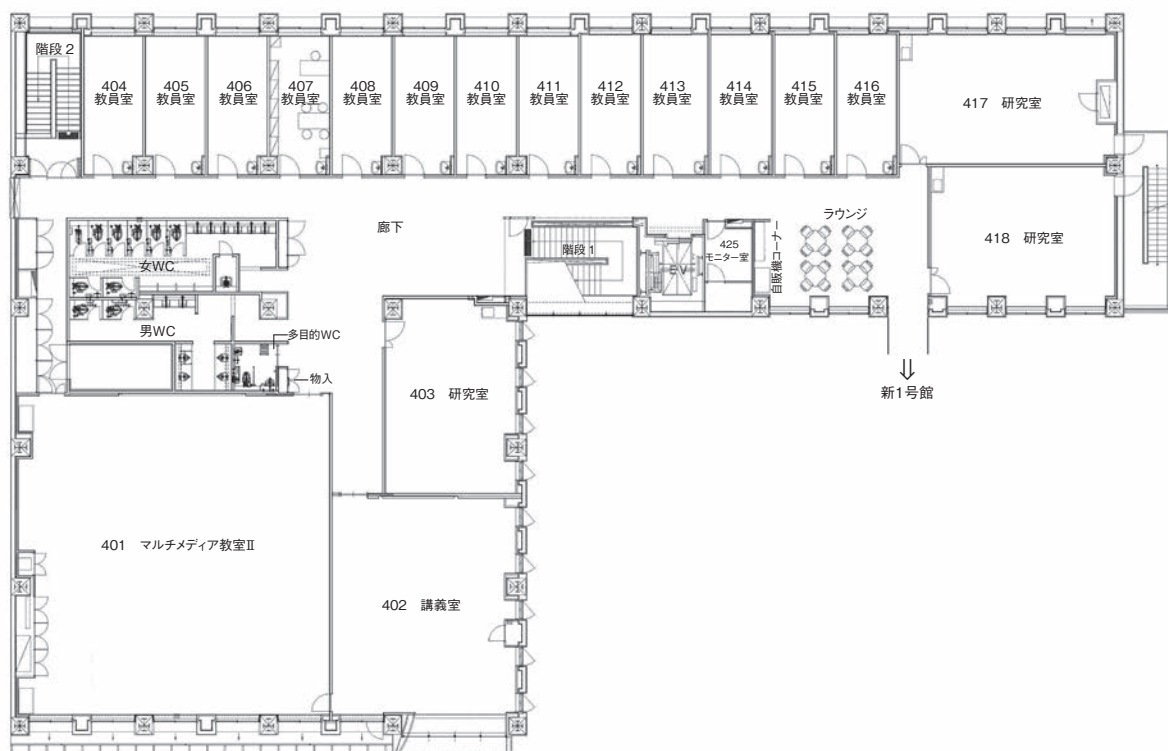 階段2
404
教員室
405
教員室
406
教員室
407
教員室
408
教員室
409
教員室
410
教員室
411
教員室
412
教員室
413
教員室
414
教員室
415
教員室
416
教員室
417 研究室
418 研究室
廊下
階段1
EV
425
モニター室
自販機コーナー
ラウンジ
女WC
男WC
多目的WC
物入
403 研究室
⇓
新1号館
401 マルチメディア教室Ⅱ
402 講義室